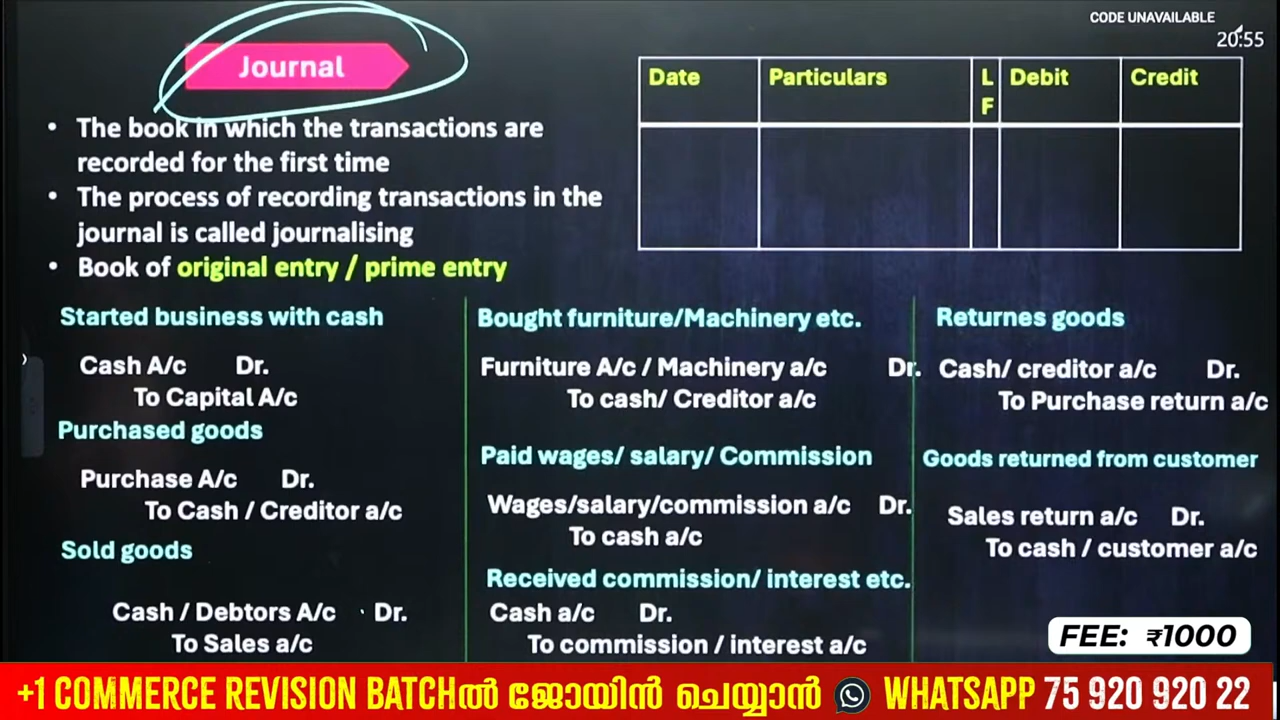 CODE UNAVAILABLE
20:55
Journal
• The book in which the transactions are
recorded for the first time
• The process of recording transactions in the
journal is called journalising
• Book of original entry / prime entry
Date Particulars L F Debit Credit
Started business with cash
Cash A/c Dr.
To Capital A/c
Purchased goods
Purchase A/c Dr.
To Cash / Creditor a/c
Sold goods
Cash / Debtors A/c Dr.
To Sales a/c
Bought furniture/Machinery etc.
Furniture A/c / Machinery a/c Dr.
To cash/ Creditor a/c
Paid wages/ salary/ Commission
Wages/salary/commission a/c Dr.
To cash a/c
Received commission/ interest etc.
Cash a/c Dr.
To commission / interest a/c
Returnes goods
Cash/ creditor a/c Dr.
To Purchase return a/c
Goods returned from customer
Sales return a/c Dr.
To cash / customer a/c
FEE: ₹1000
+1 COMMERCE REVISION BATCHൽ ജോയിൻ ചെയ്യാൻ WHATSAPP 75 920 920 22